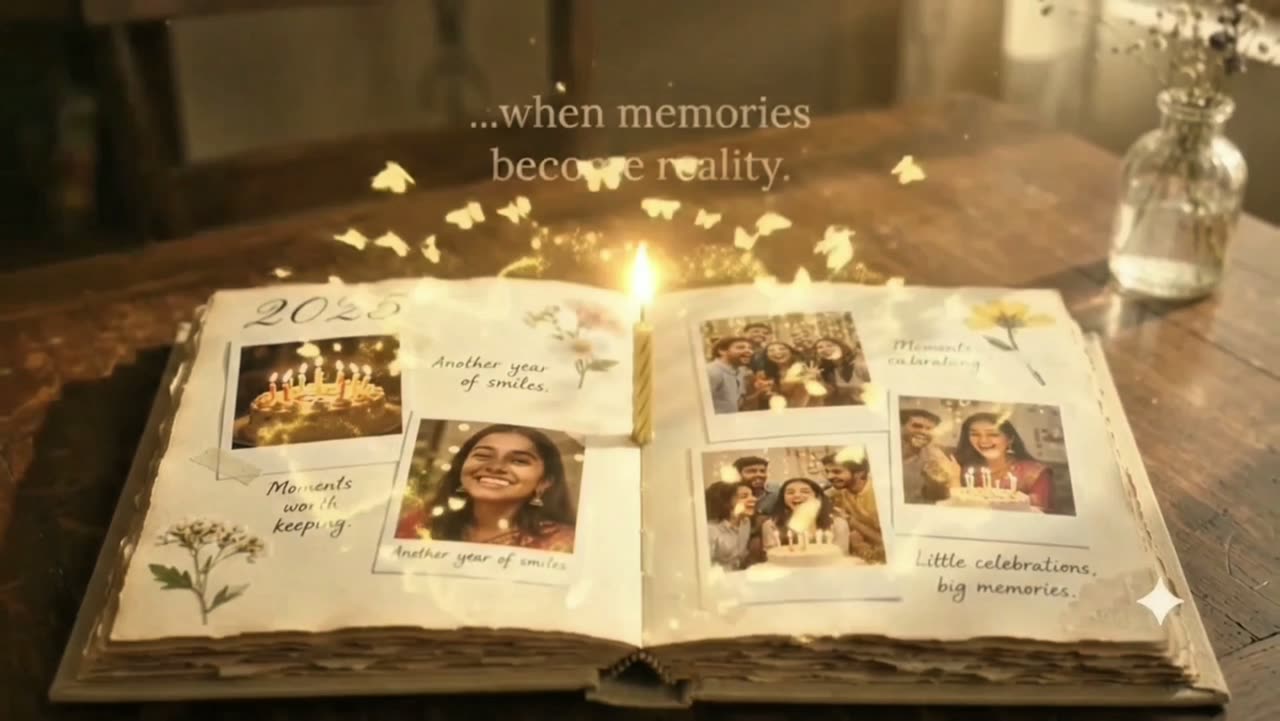 ...when memories
become reality.
2025
Another year
of smiles.
Moments
worth
keeping.
Another year of smiles
Moments
Little celebrations,
big memories.